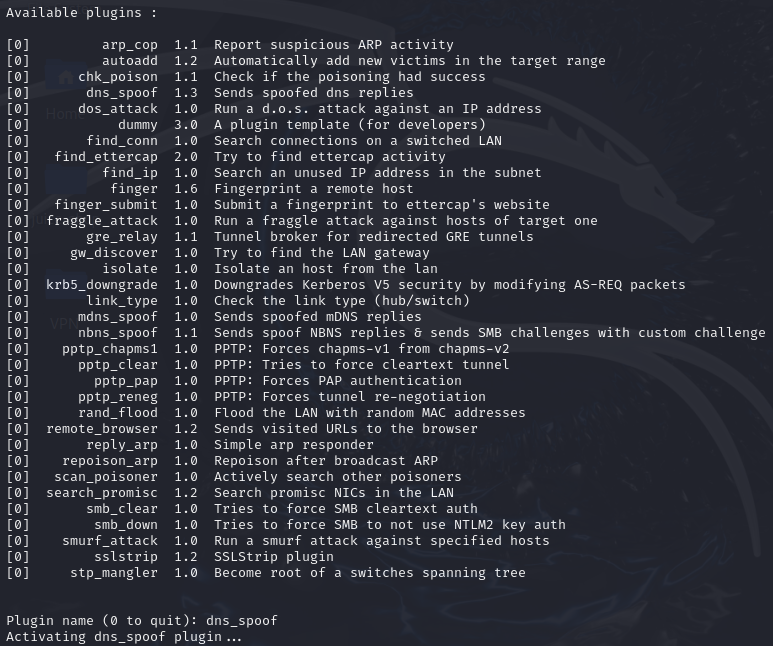 Available plugins :
[0] arp_cop 1.1 Report suspicious ARP activity
[0] autoadd 1.2 Automatically add new victims in the target range
[0] chk_poison 1.1 Check if the poisoning had success
[0] dns_spoof 1.3 Sends spoofed dns replies
[0] dos_attack 1.0 Run a d.o.s. attack against an IP address
[0] dummy 3.0 A plugin template (for developers)
[0] find_conn 1.0 Search connections on a switched LAN
[0] find_ettercap 2.0 Try to find ettercap activity
[0] find_ip 1.0 Search an unused IP address in the subnet
[0] finger 1.6 Fingerprint a remote host
[0] finger_submit 1.0 Submit a fingerprint to ettercap's website
[0] fraggle_attack 1.0 Run a fraggle attack against hosts of target one
[0] gre_relay 1.1 Tunnel broker for redirected GRE tunnels
[0] gw_discover 1.0 Try to find the LAN gateway
[0] isolate 1.0 Isolate an host from the lan
[0] krb5_downgrade 1.0 Downgrades Kerberos V5 security by modifying AS-REQ packets
[0] link_type 1.0 Check the link type (hub/switch)
[0] mdns_spoof 1.0 Sends spoofed mDNS replies
[0] nbns_spoof 1.1 Sends spoof NBNS replies & sends SMB challenges with custom challenge
[0] pptp_chapms1 1.0 PPTP: Forces chapms-v1 from chapms-v2
[0] pptp_clear 1.0 PPTP: Tries to force cleartext tunnel
[0] pptp_pap 1.0 PPTP: Forces PAP authentication
[0] pptp_reneg 1.0 PPTP: Forces tunnel re-negotiation
[0] rand_flood 1.0 Flood the LAN with random MAC addresses
[0] remote_browser 1.2 Sends visited URLs to the browser
[0] reply_arp 1.0 Simple arp responder
[0] repoison_arp 1.0 Repoison after broadcast ARP
[0] scan_poisoner 1.0 Actively search other poisoners
[0] search_promisc 1.2 Search promisc NICs in the LAN
[0] smb_clear 1.0 Tries to force SMB cleartext auth
[0] smb_down 1.0 Tries to force SMB to not use NTLM2 key auth
[0] smurf_attack 1.0 Run a smurf attack against specified hosts
[0] sslstrip 1.2 SSLStrip plugin
[0] stp_mangler 1.0 Become root of a switches spanning tree
Plugin name (0 to quit): dns_spoof
Activating dns_spoof plugin...
Home
VPN